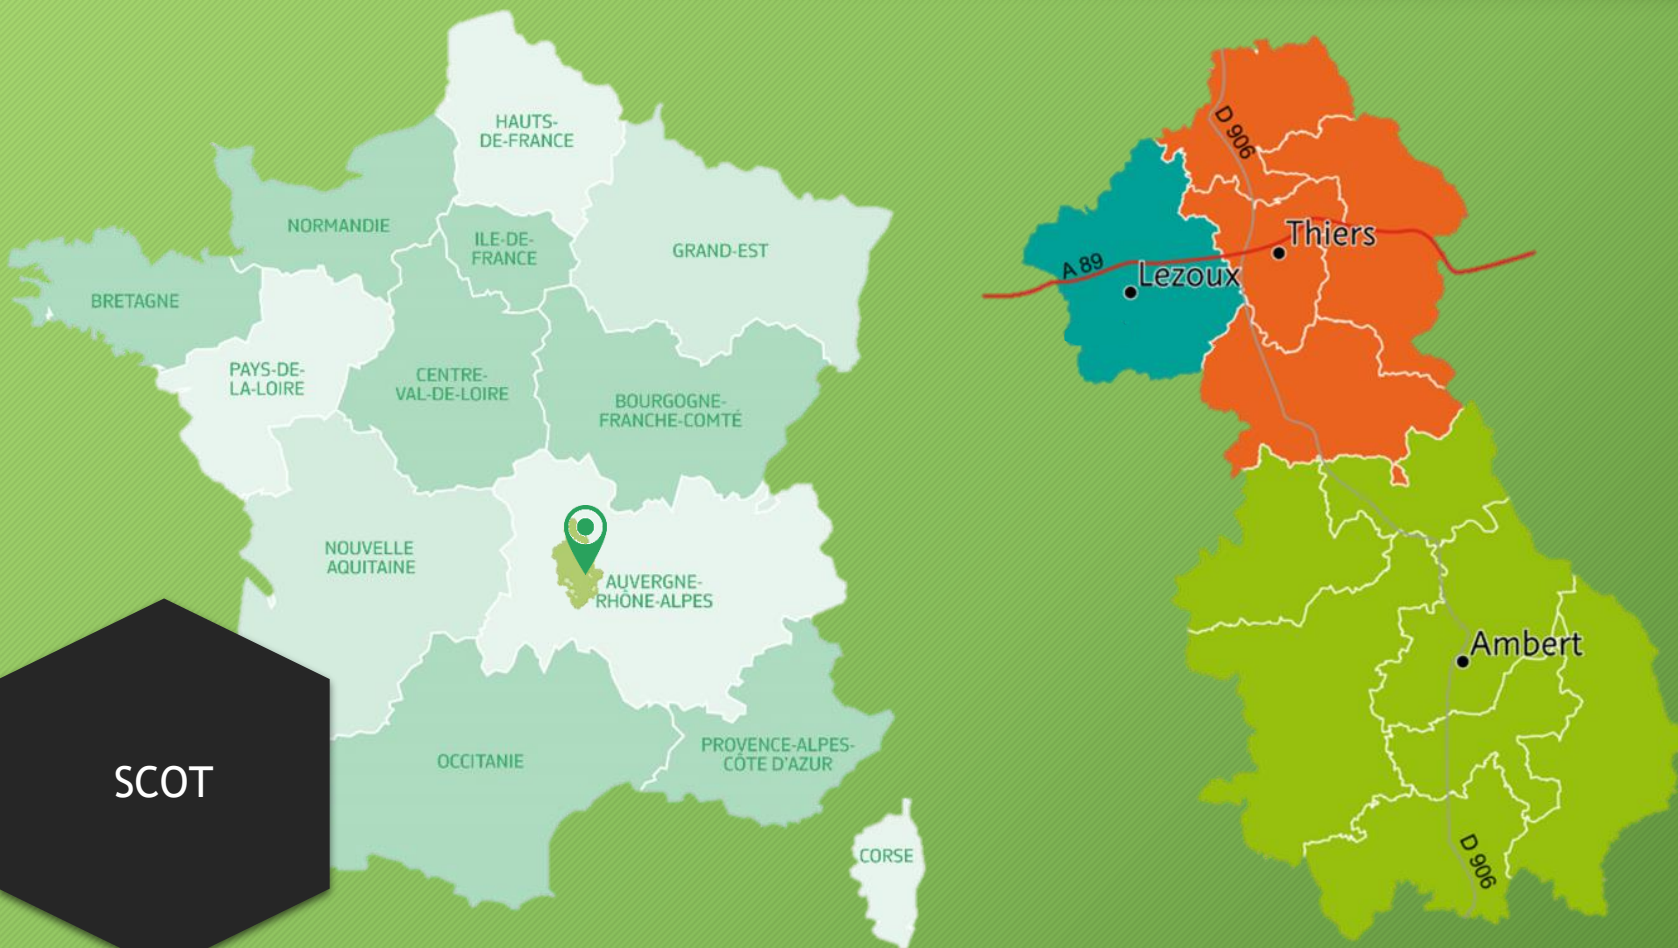 HAUTS-
DE-FRANCE
NORMANDIE
ILE-DE-
FRANCE
GRAND-EST
BRETAGNE
PAYS-DE-
LA-LOIRE
CENTRE-
VAL-DE-LOIRE
BOURGOGNE-
FRANCHE-COMTÉ
NOUVELLE
AQUITAINE
AUVERGNE-
RHÔNE-ALPES
OCCITANIE
PROVENCE-ALPES-
CÔTE D'AZUR
CORSE
SCOT
D 906
Thiers
A 89
Lezoux
Ambert
D 906